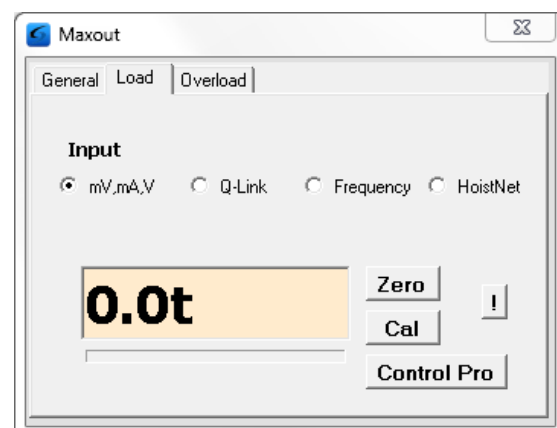 Maxout
General Load Overload
Input
mV,mA,V Q-Link Frequency HoistNet
0.0t
Zero
!
Cal
Control Pro